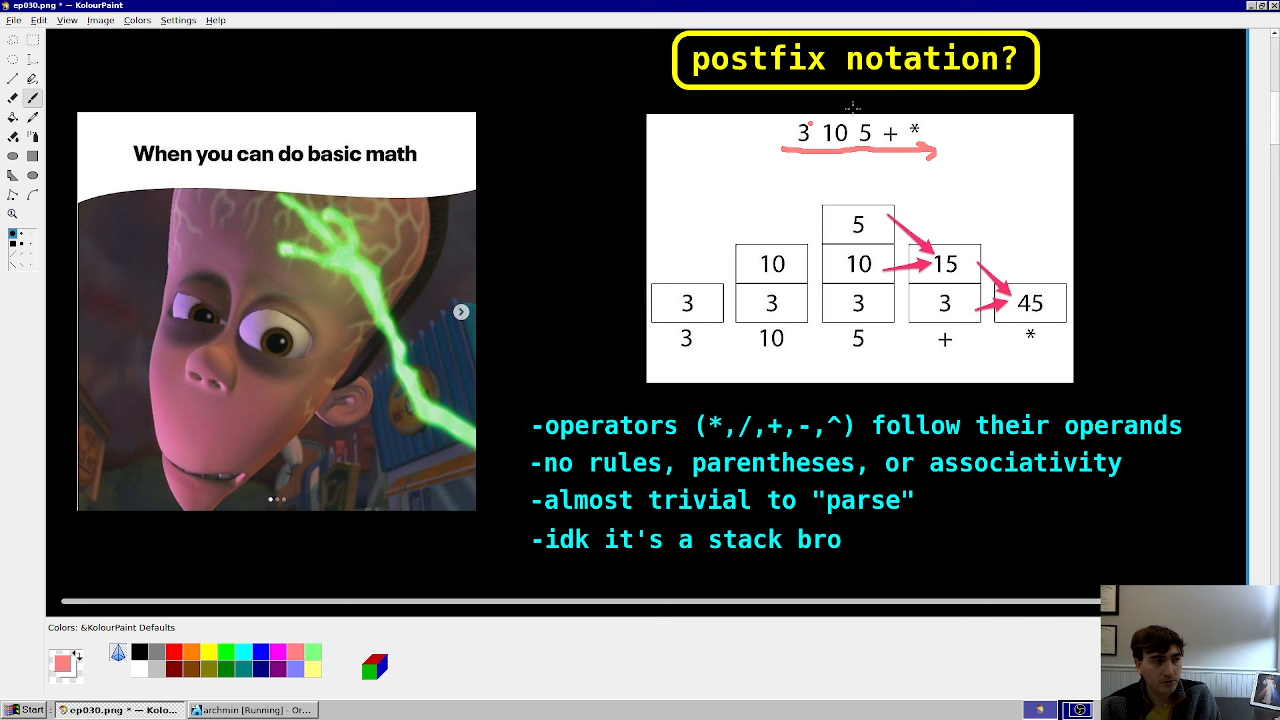 ep030.png * — KolourPaint
File Edit View Image Colors Settings Help
postfix notation?
When you can do basic math
3 10 5 + *
5
10 10 15
3 3 3 3 45
3 10 5 + *
-operators (*,/,+,-,^) follow their operands
-no rules, parentheses, or associativity
-almost trivial to "parse"
-idk it's a stack bro
Colors: &KolourPaint Defaults
Start ep030.png * — Kolo... archmin [Running] - Or...